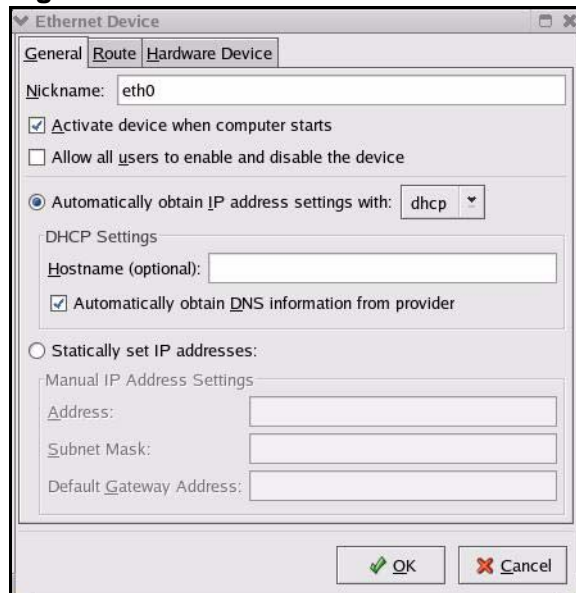 Ethernet Device
General Route Hardware Device
Nickname: eth0
Activate device when computer starts
Allow all users to enable and disable the device
Automatically obtain IP address settings with: dhcp
DHCP Settings
Hostname (optional):
Automatically obtain DNS information from provider
Statically set IP addresses:
Manual IP Address Settings
Address:
Subnet Mask:
Default Gateway Address:
OK Cancel